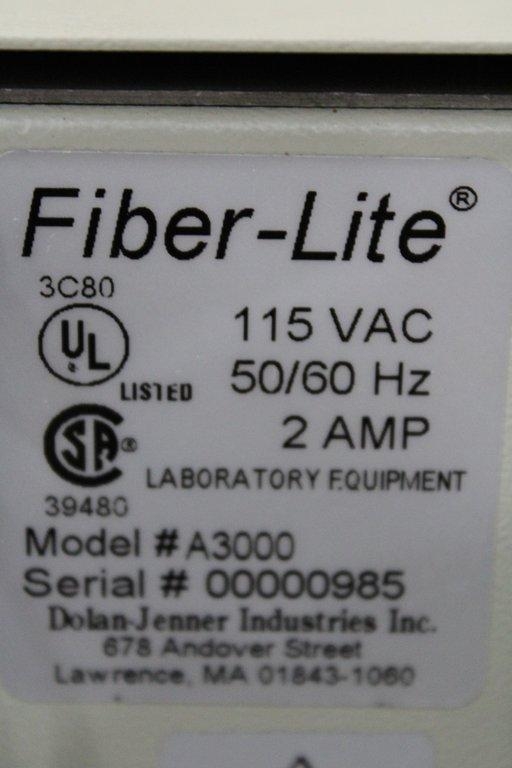 Fiber-Lite®
3C80
UL
LISTED
115 VAC
50/60 Hz
2 AMP
SA®
39480
LABORATORY EQUIPMENT
Model # A3000
Serial # 00000985
Dolan-Jenner Industries Inc.
678 Andover Street
Lawrence, MA 01843-1060